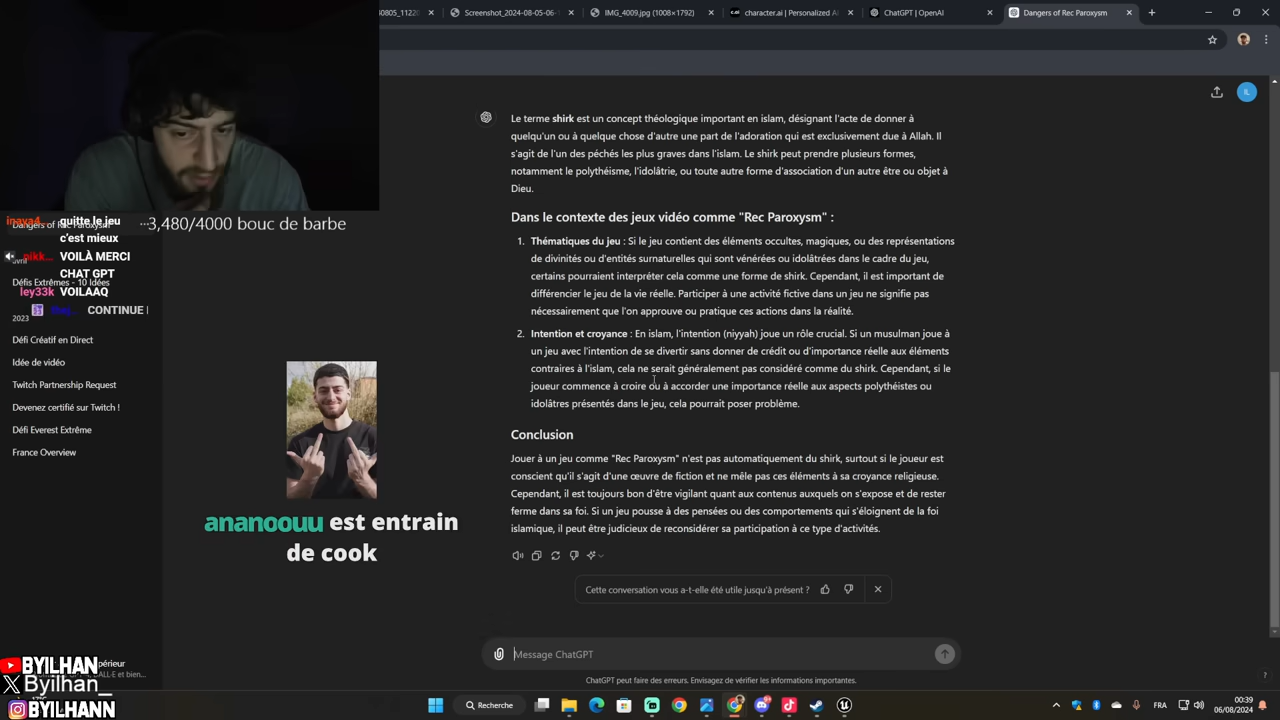 30805_11220
Screenshot_2024-08-05-06-1
IMG_4009.jpg (1008×1792)
character.ai | Personalized AI
ChatGPT | OpenAI
Dangers of Rec Paroxysm
IL
Le terme shirk est un concept théologique important en islam, désignant l'acte de donner à
quelqu'un ou à quelque chose d'autre une part de l'adoration qui est exclusivement due à Allah. Il
s'agit de l'un des péchés les plus graves dans l'islam. Le shirk peut prendre plusieurs formes,
notamment le polythéisme, l'idolâtrie, ou toute autre forme d'association d'un autre être ou objet à
Dieu.
Dans le contexte des jeux vidéo comme "Rec Paroxysm" :
1. Thématiques du jeu : Si le jeu contient des éléments occultes, magiques, ou des représentations
de divinités ou d'entités surnaturelles qui sont vénérées ou idolâtrées dans le cadre du jeu,
certains pourraient interpréter cela comme une forme de shirk. Cependant, il est important de
différencier le jeu de la vie réelle. Participer à une activité fictive dans un jeu ne signifie pas
nécessairement que l'on approuve ou pratique ces actions dans la réalité.
2. Intention et croyance : En islam, l'intention (niyyah) joue un rôle crucial. Si un musulman joue à
un jeu avec l'intention de se divertir sans donner de crédit ou d'importance réelle aux éléments
contraires à l'islam, cela ne serait généralement pas considéré comme du shirk. Cependant, si le
joueur commence à croire ou à accorder une importance réelle aux aspects polythéistes ou
idolâtres présentés dans le jeu, cela pourrait poser problème.
Conclusion
Jouer à un jeu comme "Rec Paroxysm" n'est pas automatiquement du shirk, surtout si le joueur est
conscient qu'il s'agit d'une œuvre de fiction et ne mêle pas ces éléments à sa croyance religieuse.
Cependant, il est toujours bon d'être vigilant quant aux contenus auxquels on s'expose et de rester
ferme dans sa foi. Si un jeu pousse à des pensées ou des comportements qui s'éloignent de la foi
islamique, il peut être judicieux de reconsidérer sa participation à ce type d'activités.
Cette conversation vous a-t-elle été utile jusqu'à présent ?
Message ChatGPT
ChatGPT peut faire des erreurs. Envisagez de vérifier les informations importantes.
3,480/4000 bouc de barbe
Dangers of Rec Paroxysm
inava4... quitte le jeu
c'est mieux
VOILÀ MERCI
CHAT GPT
avril
Défis Extrêmes - 10 Idées
ley33k VOILAAQ
CONTINUE
2023
Défi Créatif en Direct
Idée de vidéo
Twitch Partnership Request
Devenez certifié sur Twitch !
Défi Everest Extrême
France Overview
ananoouu est entrain
de cook
BYILHAN
Byilhan_
BYILHANN
Recherche
FR
00:39
06/08/2024